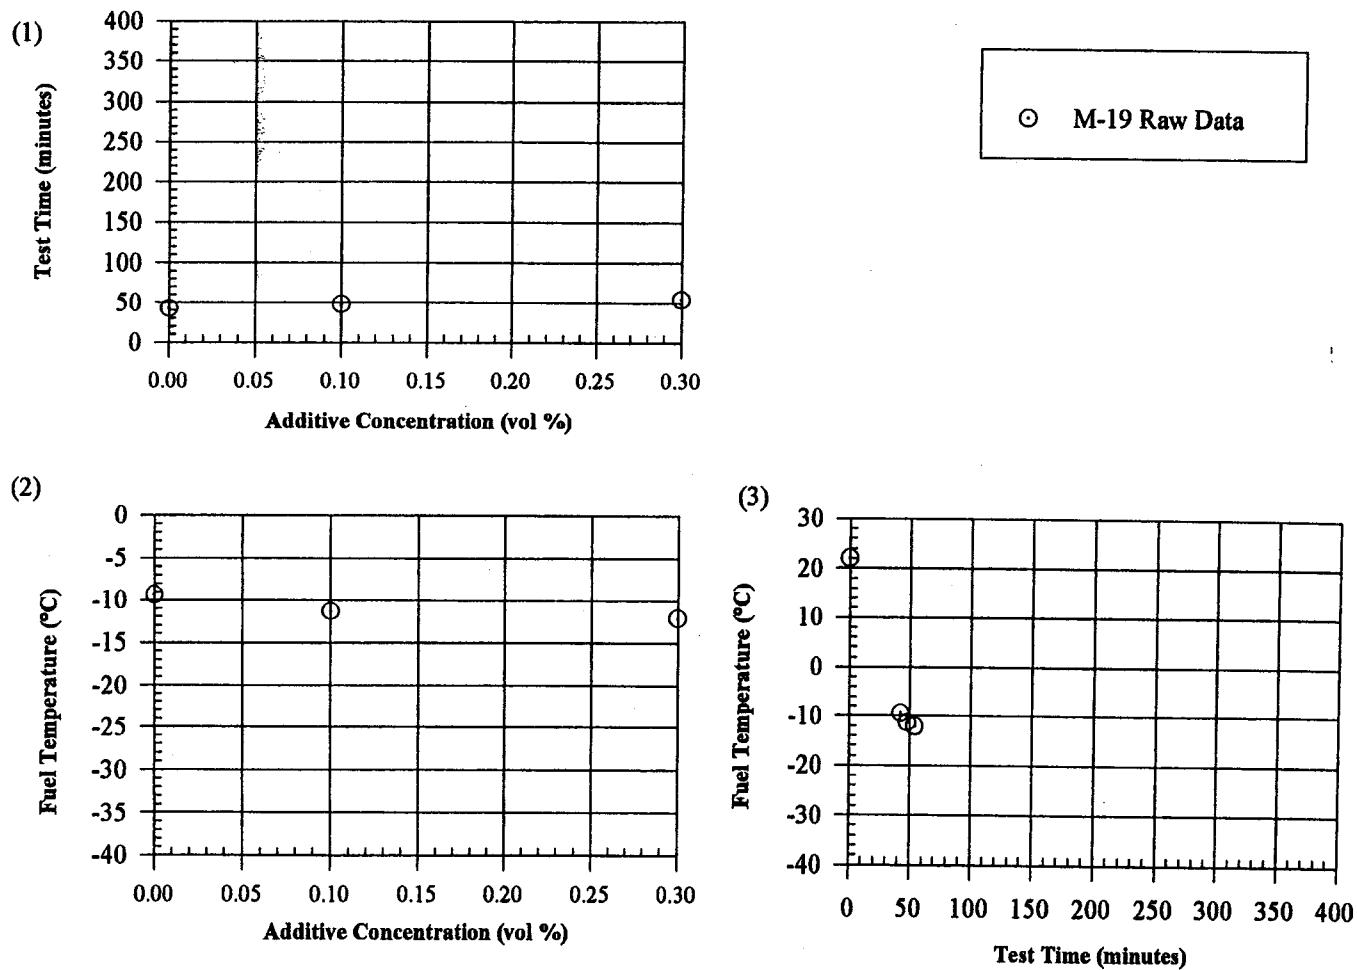 (1)
Test Time (minutes)
400
350
300
250
200
150
100
50
0
0.00 0.05 0.10 0.15 0.20 0.25 0.30
Additive Concentration (vol %)
M-19 Raw Data
(2)
Fuel Temperature (°C)
0
-5
-10
-15
-20
-25
-30
-35
-40
0.00 0.05 0.10 0.15 0.20 0.25 0.30
Additive Concentration (vol %)
(3)
Fuel Temperature (°C)
30
20
10
0
-10
-20
-30
-40
0 50 100 150 200 250 300 350 400
Test Time (minutes)